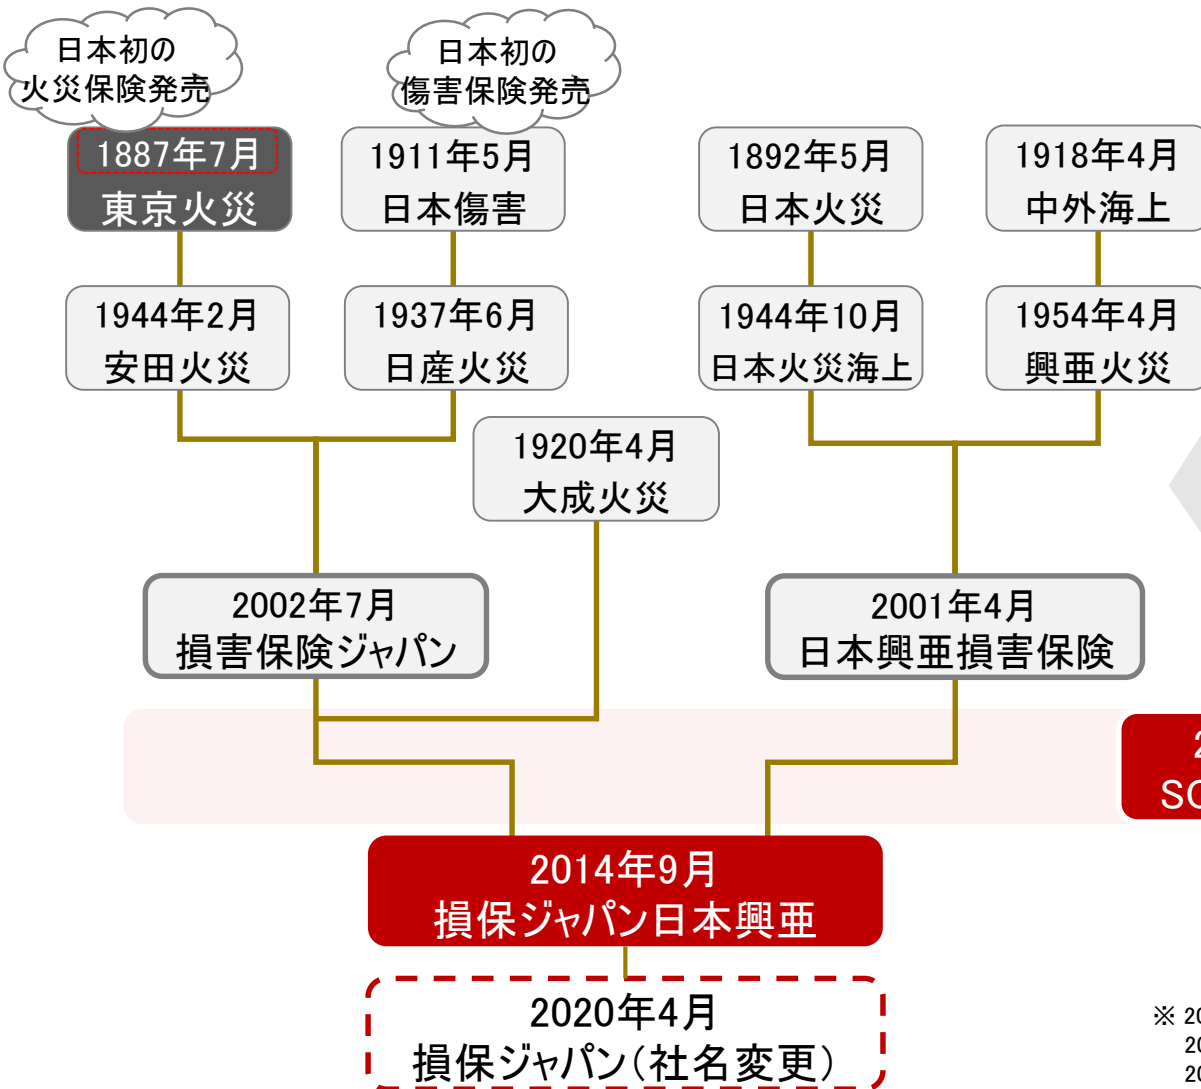 日本初の
火災保険発売
日本初の
傷害保険発売
1887年7月
東京火災
1911年5月
日本傷害
1892年5月
日本火災
1918年4月
中外海上
1944年2月
安田火災
1937年6月
日産火災
1944年10月
日本火災海上
1954年4月
興亜火災
1920年4月
大成火災
2002年7月
損害保険ジャパン
2001年4月
日本興亜損害保険
2
SO
2014年9月
損保ジャパン日本興亜
2020年4月
損保ジャパン(社名変更)
※ 20
20
20